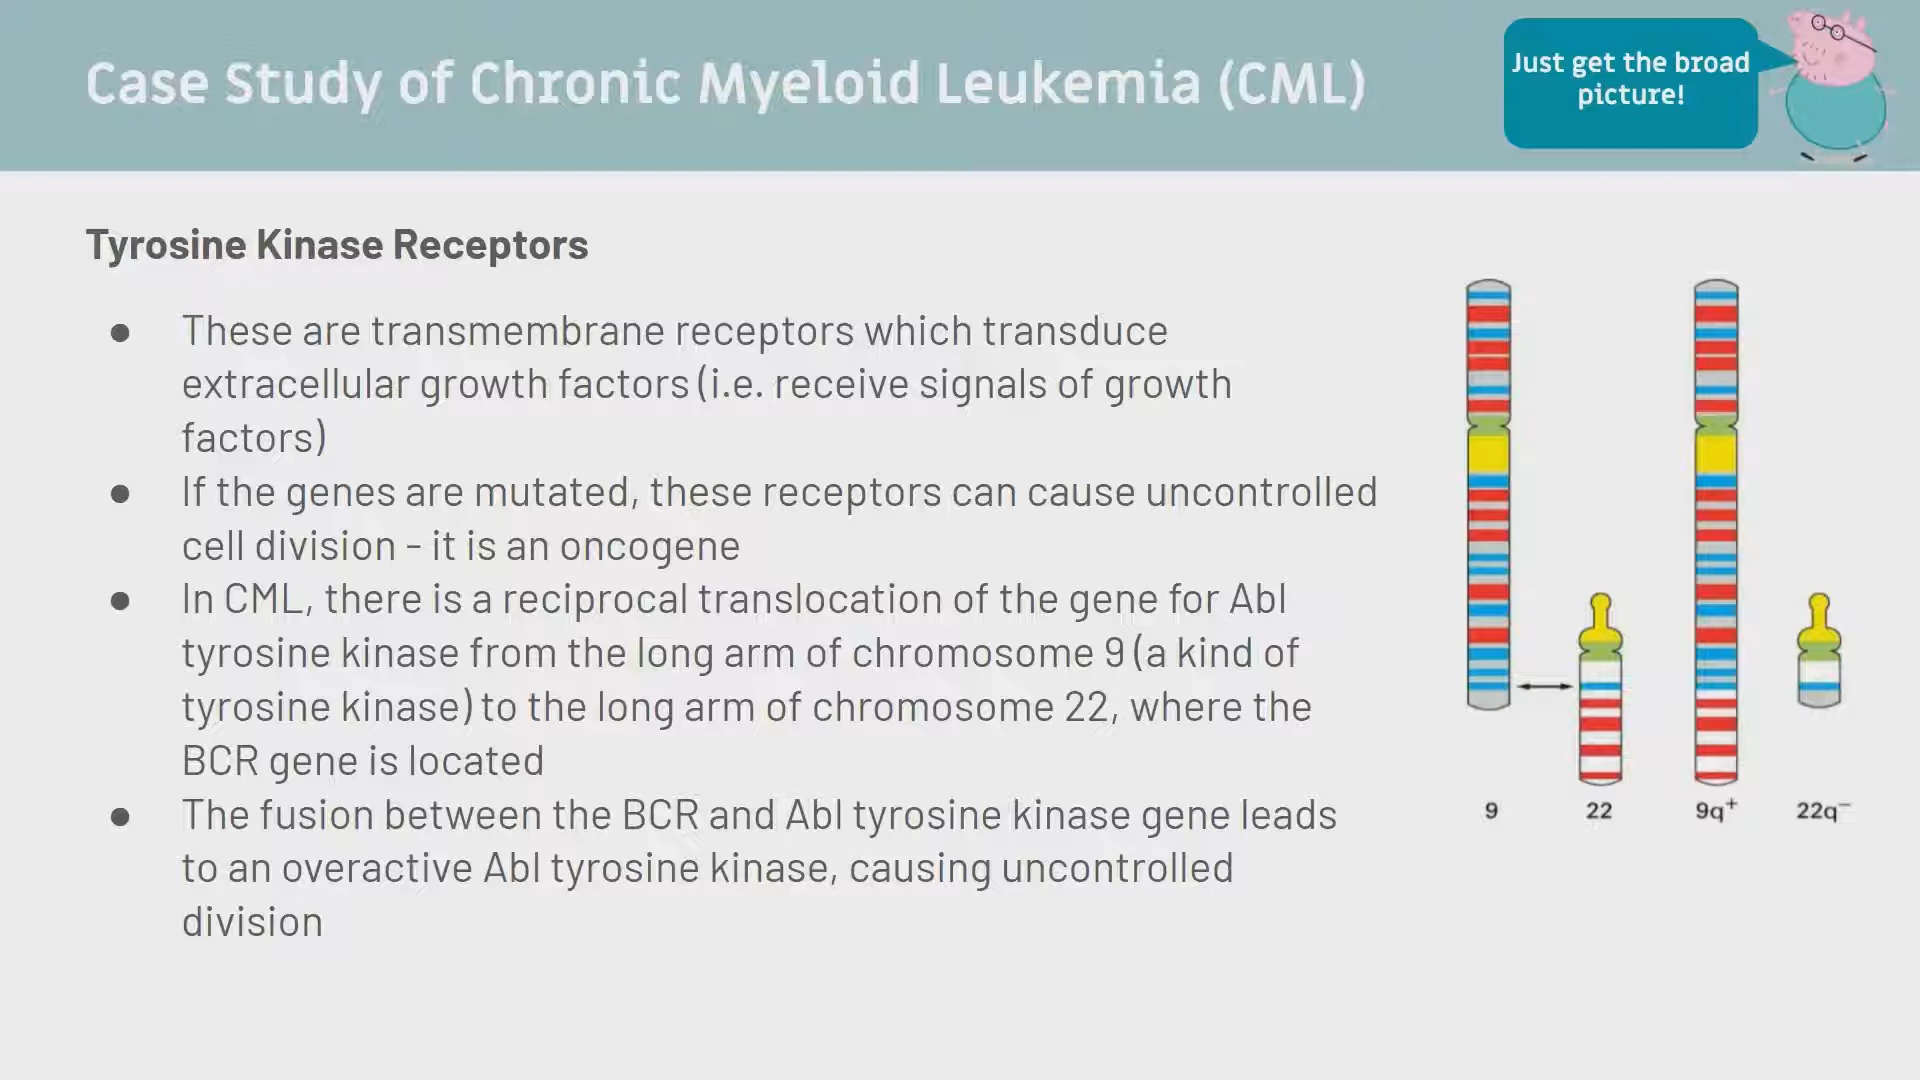 Case Study of Chronic Myeloid Leukemia (CML)
Just get the broad
picture!
Tyrosine Kinase Receptors
● These are transmembrane receptors which transduce
extracellular growth factors (i.e. receive signals of growth
factors)
● If the genes are mutated, these receptors can cause uncontrolled
cell division - it is an oncogene
● In CML, there is a reciprocal translocation of the gene for Abl
tyrosine kinase from the long arm of chromosome 9 (a kind of
tyrosine kinase) to the long arm of chromosome 22, where the
BCR gene is located
● The fusion between the BCR and Abl tyrosine kinase gene leads
to an overactive Abl tyrosine kinase, causing uncontrolled
division
9 22 9q⁺ 22q⁻